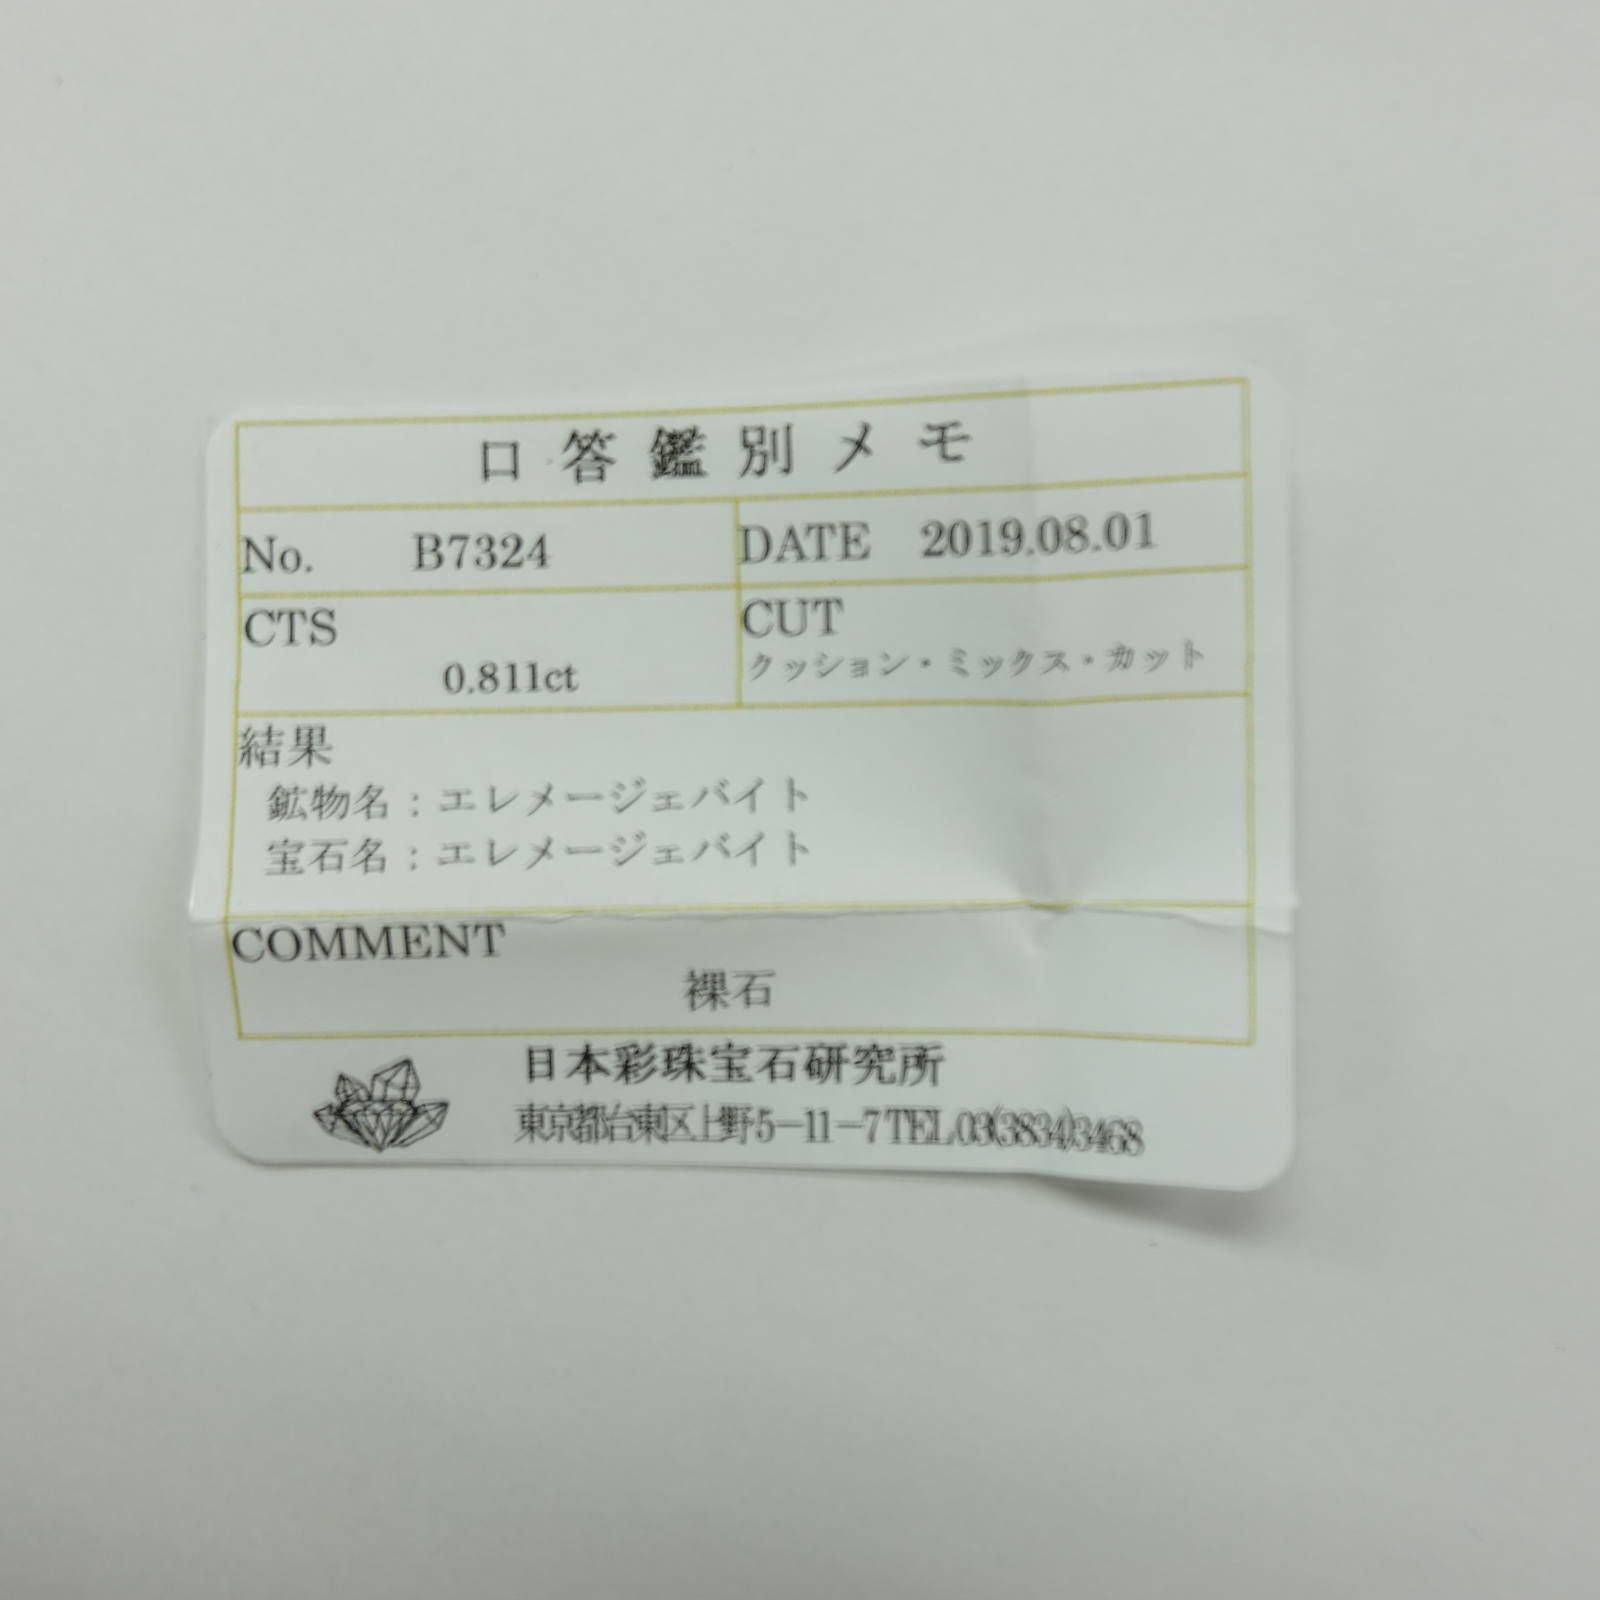 口答鑑別メモ
No. B7324
DATE 2019.08.01
CTS
0.811ct
CUT
クッション・ミックス・カット
結果
鉱物名：エレメージェバイト
宝石名：エレメージェバイト
COMMENT
裸石
日本彩珠宝石研究所
東京都台東区上野5-11-7 TEL 03(3834)3468